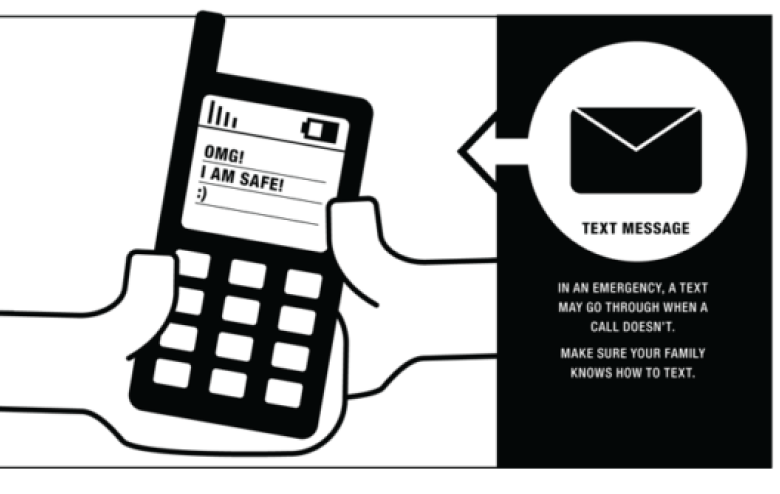 OMG!
I AM SAFE!
:)
TEXT MESSAGE
IN AN EMERGENCY, A TEXT
MAY GO THROUGH WHEN A
CALL DOESN'T.
MAKE SURE YOUR FAMILY
KNOWS HOW TO TEXT.